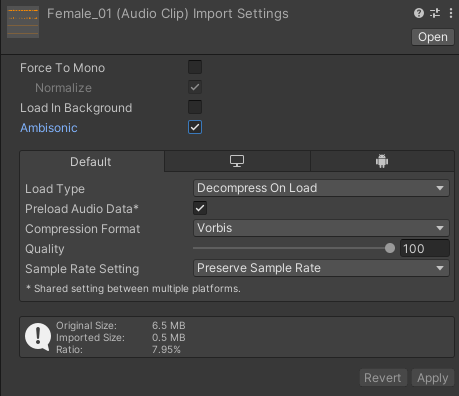 Female_01 (Audio Clip) Import Settings
Open
Force To Mono
Normalize
Load In Background
Ambisonic
Default
Load Type Decompress On Load
Preload Audio Data*
Compression Format Vorbis
Quality 100
Sample Rate Setting Preserve Sample Rate
* Shared setting between multiple platforms.
Original Size: 6.5 MB
Imported Size: 0.5 MB
Ratio: 7.95%
Revert Apply